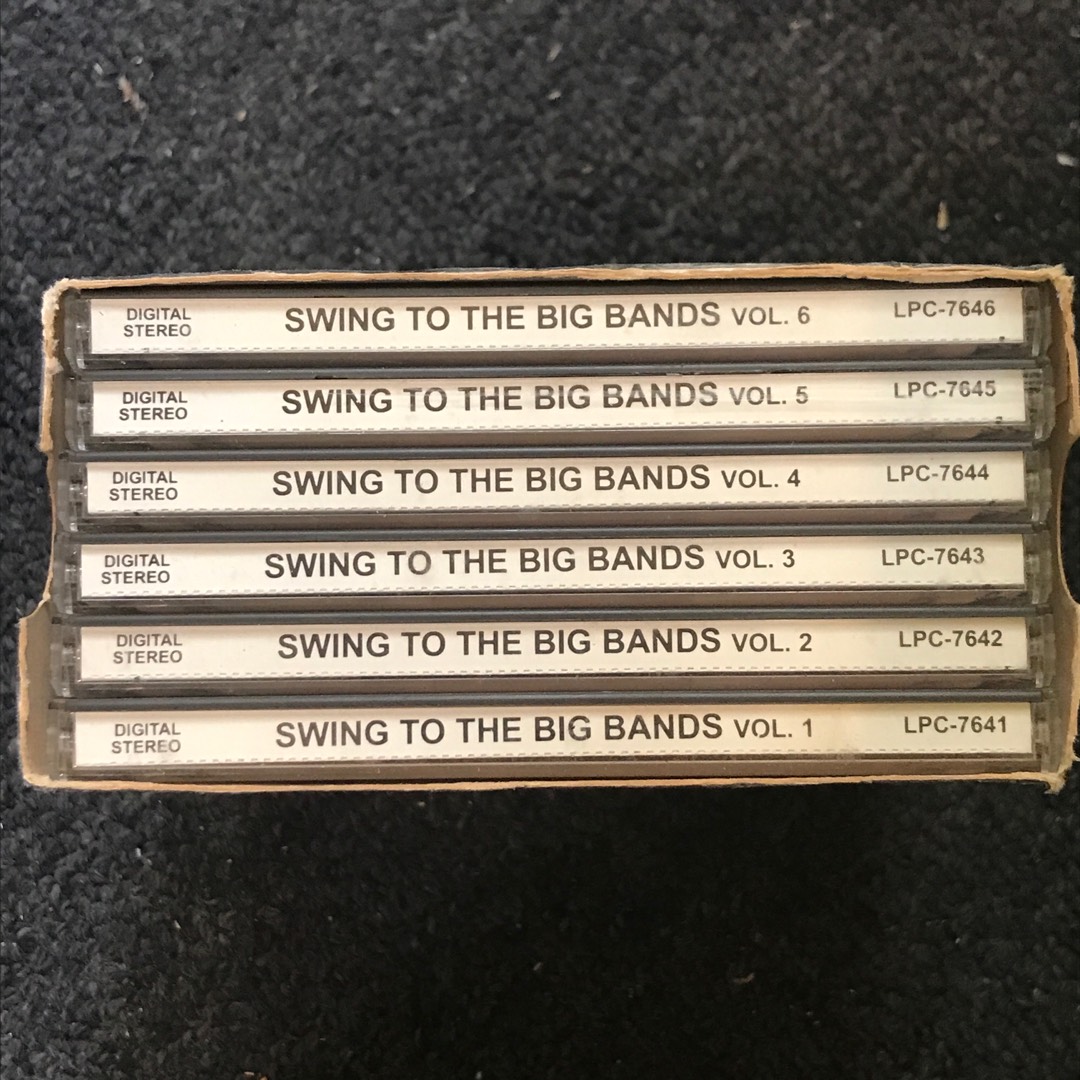 DIGITAL
STEREO
SWING TO THE BIG BANDS VOL. 6
LPC-7646
DIGITAL
STEREO
SWING TO THE BIG BANDS VOL. 5
LPC-7645
DIGITAL
STEREO
SWING TO THE BIG BANDS VOL. 4
LPC-7644
DIGITAL
STEREO
SWING TO THE BIG BANDS VOL. 3
LPC-7643
DIGITAL
STEREO
SWING TO THE BIG BANDS VOL. 2
LPC-7642
DIGITAL
STEREO
SWING TO THE BIG BANDS VOL. 1
LPC-7641